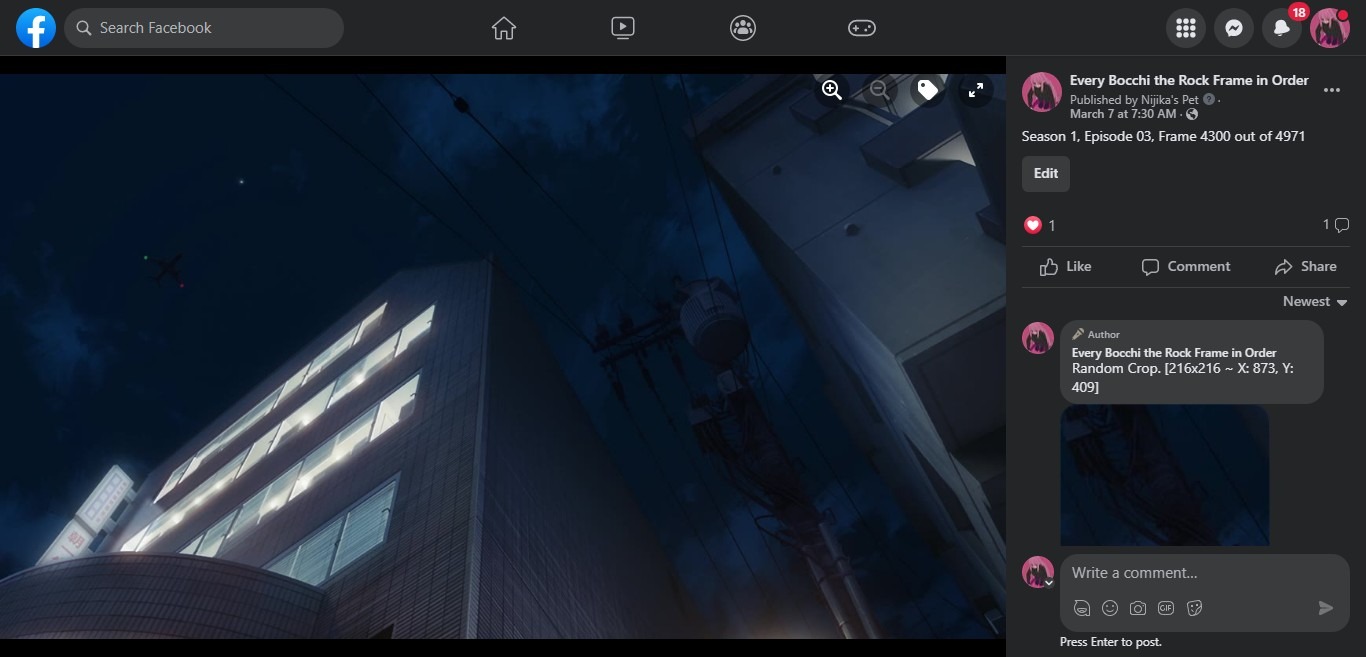 Search Facebook
18
Every Bocchi the Rock Frame in Order
Published by Nijika's Pet ·
March 7 at 7:30 AM ·
Season 1, Episode 03, Frame 4300 out of 4971
Edit
1
1
Like
Comment
Share
Newest
Author
Every Bocchi the Rock Frame in Order
Random Crop. [216x216 ~ X: 873, Y:
409]
Write a comment...
GIF
Press Enter to post.